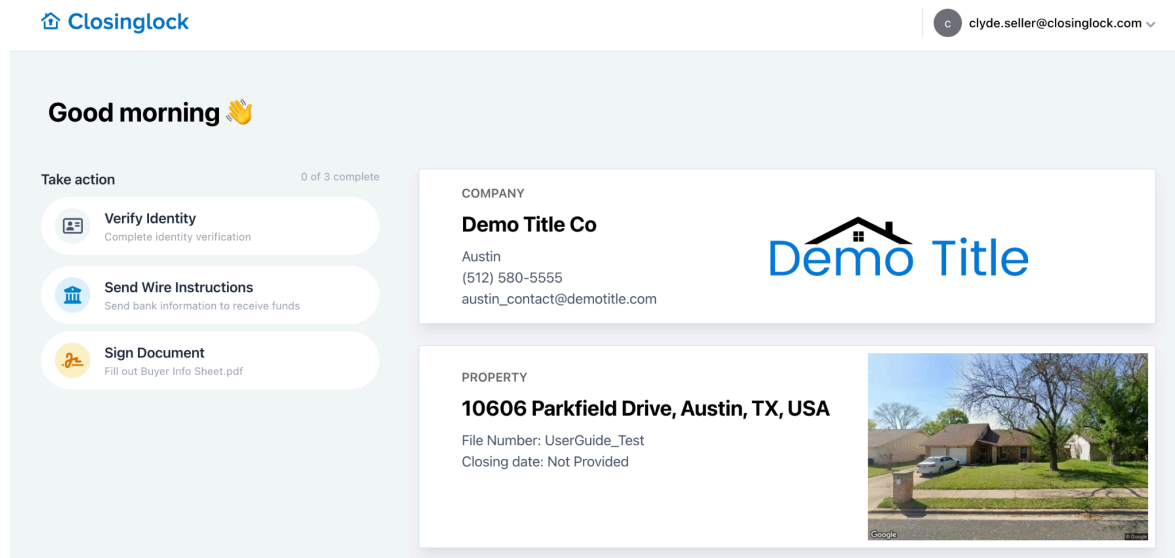 Closinglock
c
clyde.seller@closinglock.com
Good morning 👋
Take action
0 of 3 complete
Verify Identity
Complete identity verification
Send Wire Instructions
Send bank information to receive funds
Sign Document
Fill out Buyer Info Sheet.pdf
COMPANY
Demo Title Co
Austin
(512) 580-5555
austin_contact@demotitle.com
Demo Title
PROPERTY
10606 Parkfield Drive, Austin, TX, USA
File Number: UserGuide_Test
Closing date: Not Provided
Google
© Google